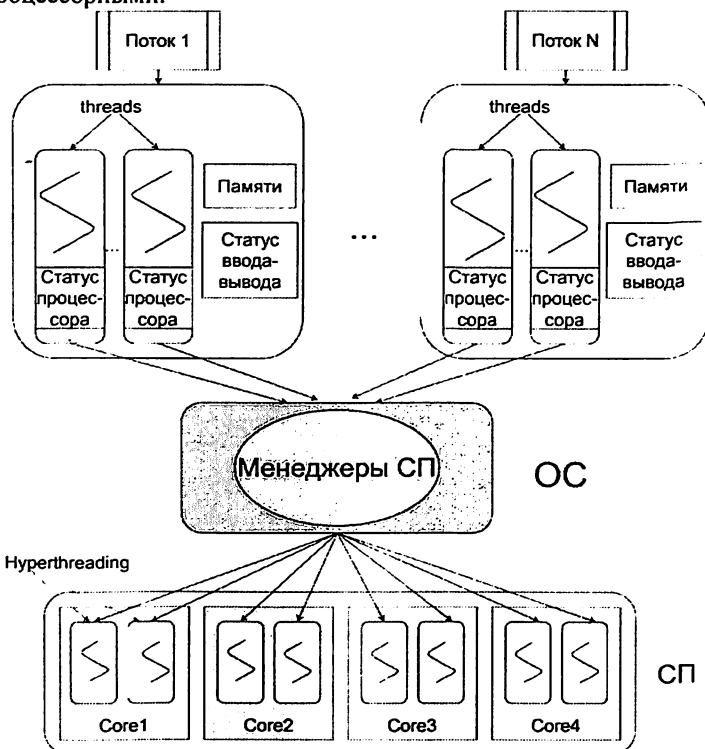 Поток 1
Поток N
threads
threads
Памяти
Памяти
Статус
ввода-
вывода
Статус
ввода-
вывода
...
...
...
Статус
процес-
сора
Статус
процес-
сора
Статус
процес-
сора
Статус
процес-
сора
Менеджеры СП
ОС
Hyperthreading
СП
Core1
Core2
Core3
Core4